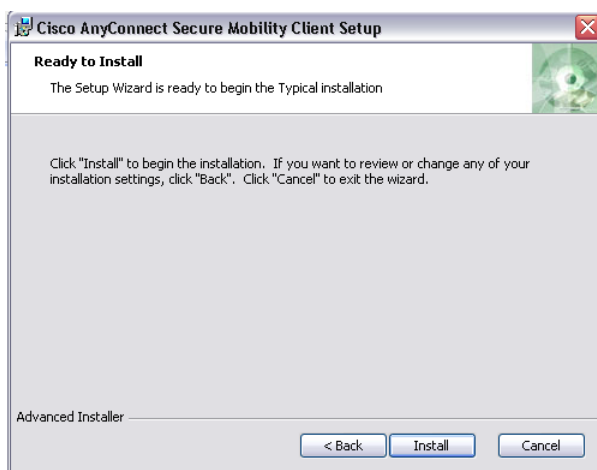 Cisco AnyConnect Secure Mobility Client Setup
Ready to Install
The Setup Wizard is ready to begin the Typical installation
Click "Install" to begin the installation. If you want to review or change any of your
installation settings, click "Back". Click "Cancel" to exit the wizard.
Advanced Installer
< Back Install Cancel